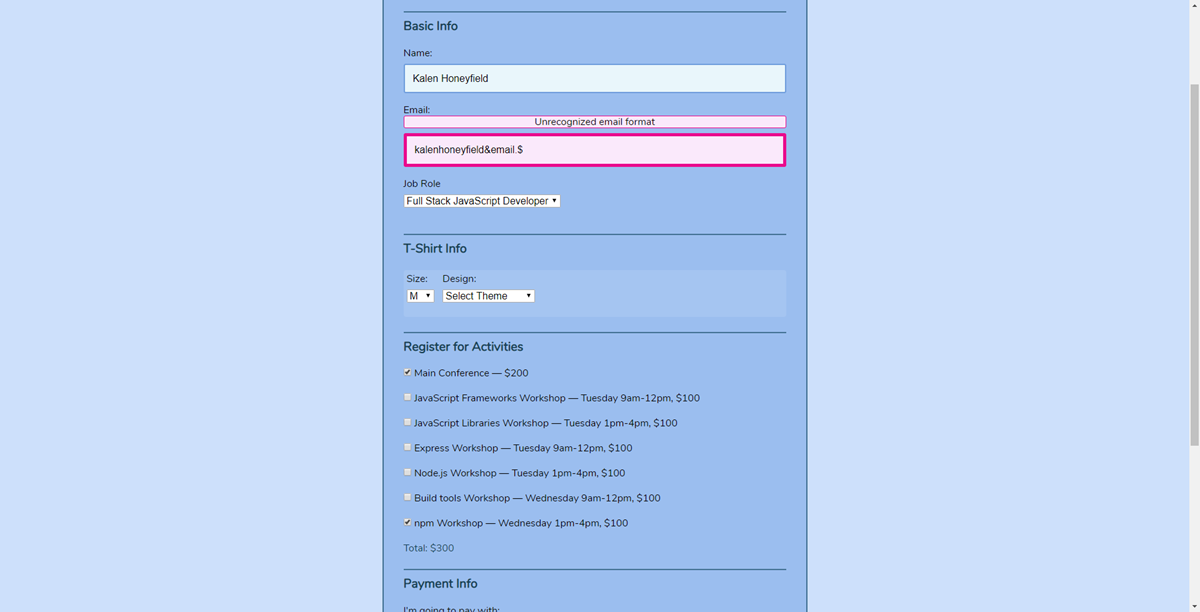 Basic Info
Name:
Kalen Honeyfield
Email:
Unrecognized email format
kalenhoneyfield&email.$
Job Role
Full Stack JavaScript Developer
T-Shirt Info
Size: Design:
M Select Theme
Register for Activities
Main Conference — $200
JavaScript Frameworks Workshop — Tuesday 9am-12pm, $100
JavaScript Libraries Workshop — Tuesday 1pm-4pm, $100
Express Workshop — Tuesday 9am-12pm, $100
Node.js Workshop — Tuesday 1pm-4pm, $100
Build tools Workshop — Wednesday 9am-12pm, $100
npm Workshop — Wednesday 1pm-4pm, $100
Total: $300
Payment Info
I'm going to pay with: